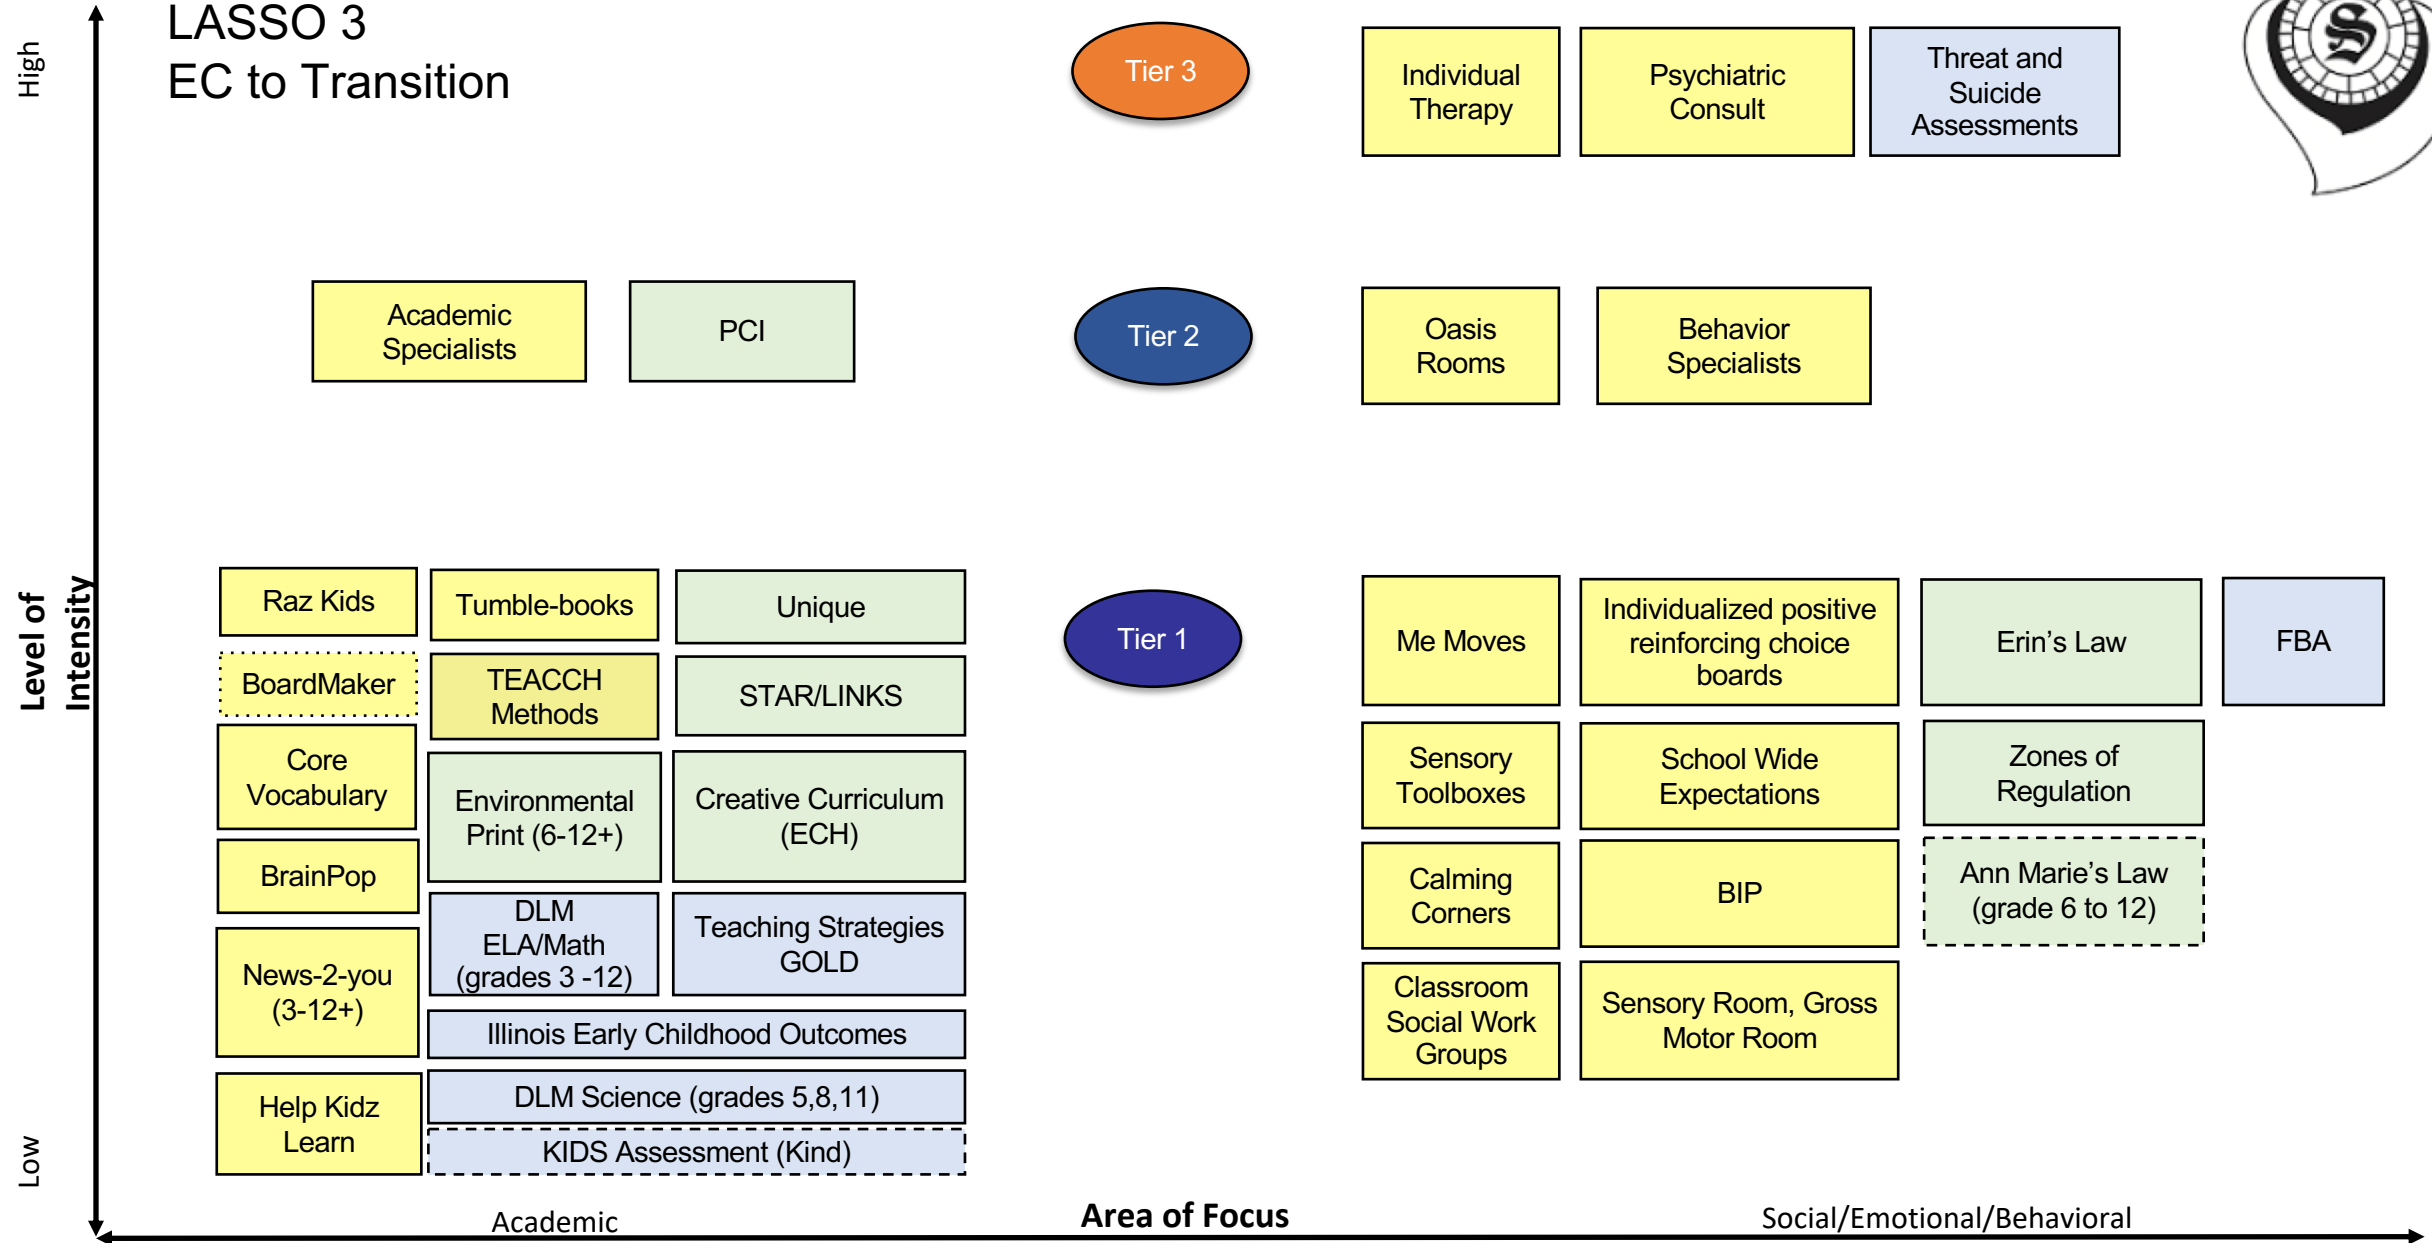 LASSO 3
EC to Transition
High
Tier 3
Individual
Therapy
Psychiatric
Consult
Threat and
Suicide
Assessments
S
Academic
Specialists
PCI
Tier 2
Oasis
Rooms
Behavior
Specialists
Level of
Intensity
Raz Kids
Tumble-books
Unique
BoardMaker
TEACCH
Methods
STAR/LINKS
Core
Vocabulary
Environmental
Print (6-12+)
Creative Curriculum
(ECH)
BrainPop
DLM
ELA/Math
(grades 3 -12)
Teaching Strategies
GOLD
News-2-you
(3-12+)
Illinois Early Childhood Outcomes
Help Kidz
Learn
DLM Science (grades 5,8,11)
KIDS Assessment (Kind)
Tier 1
Me Moves
Individualized positive
reinforcing choice
boards
Erin’s Law
FBA
Sensory
Toolboxes
School Wide
Expectations
Zones of
Regulation
Calming
Corners
BIP
Ann Marie’s Law
(grade 6 to 12)
Classroom
Social Work
Groups
Sensory Room, Gross
Motor Room
Low
Academic
Area of Focus
Social/Emotional/Behavioral